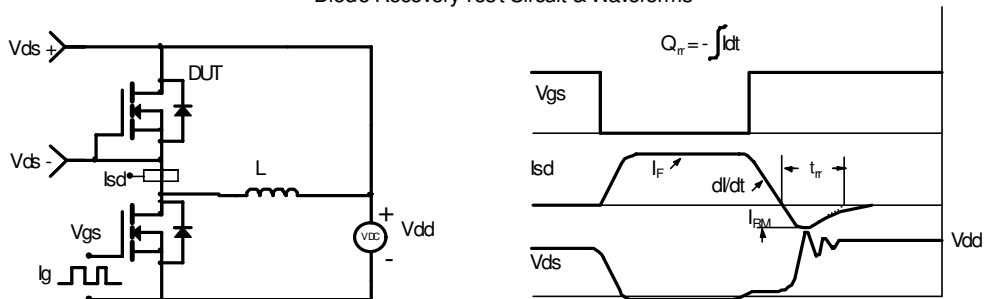 Diode Recovery Test Circuit & Waveforms
Vds +
DUT
Vds -
Isd
L
Vgs
Ig
+
VDC
-
Vdd
Qrr = - ∫Idt
Vgs
Isd
IF
dI/dt
trr
IRM
Vdd
Vds